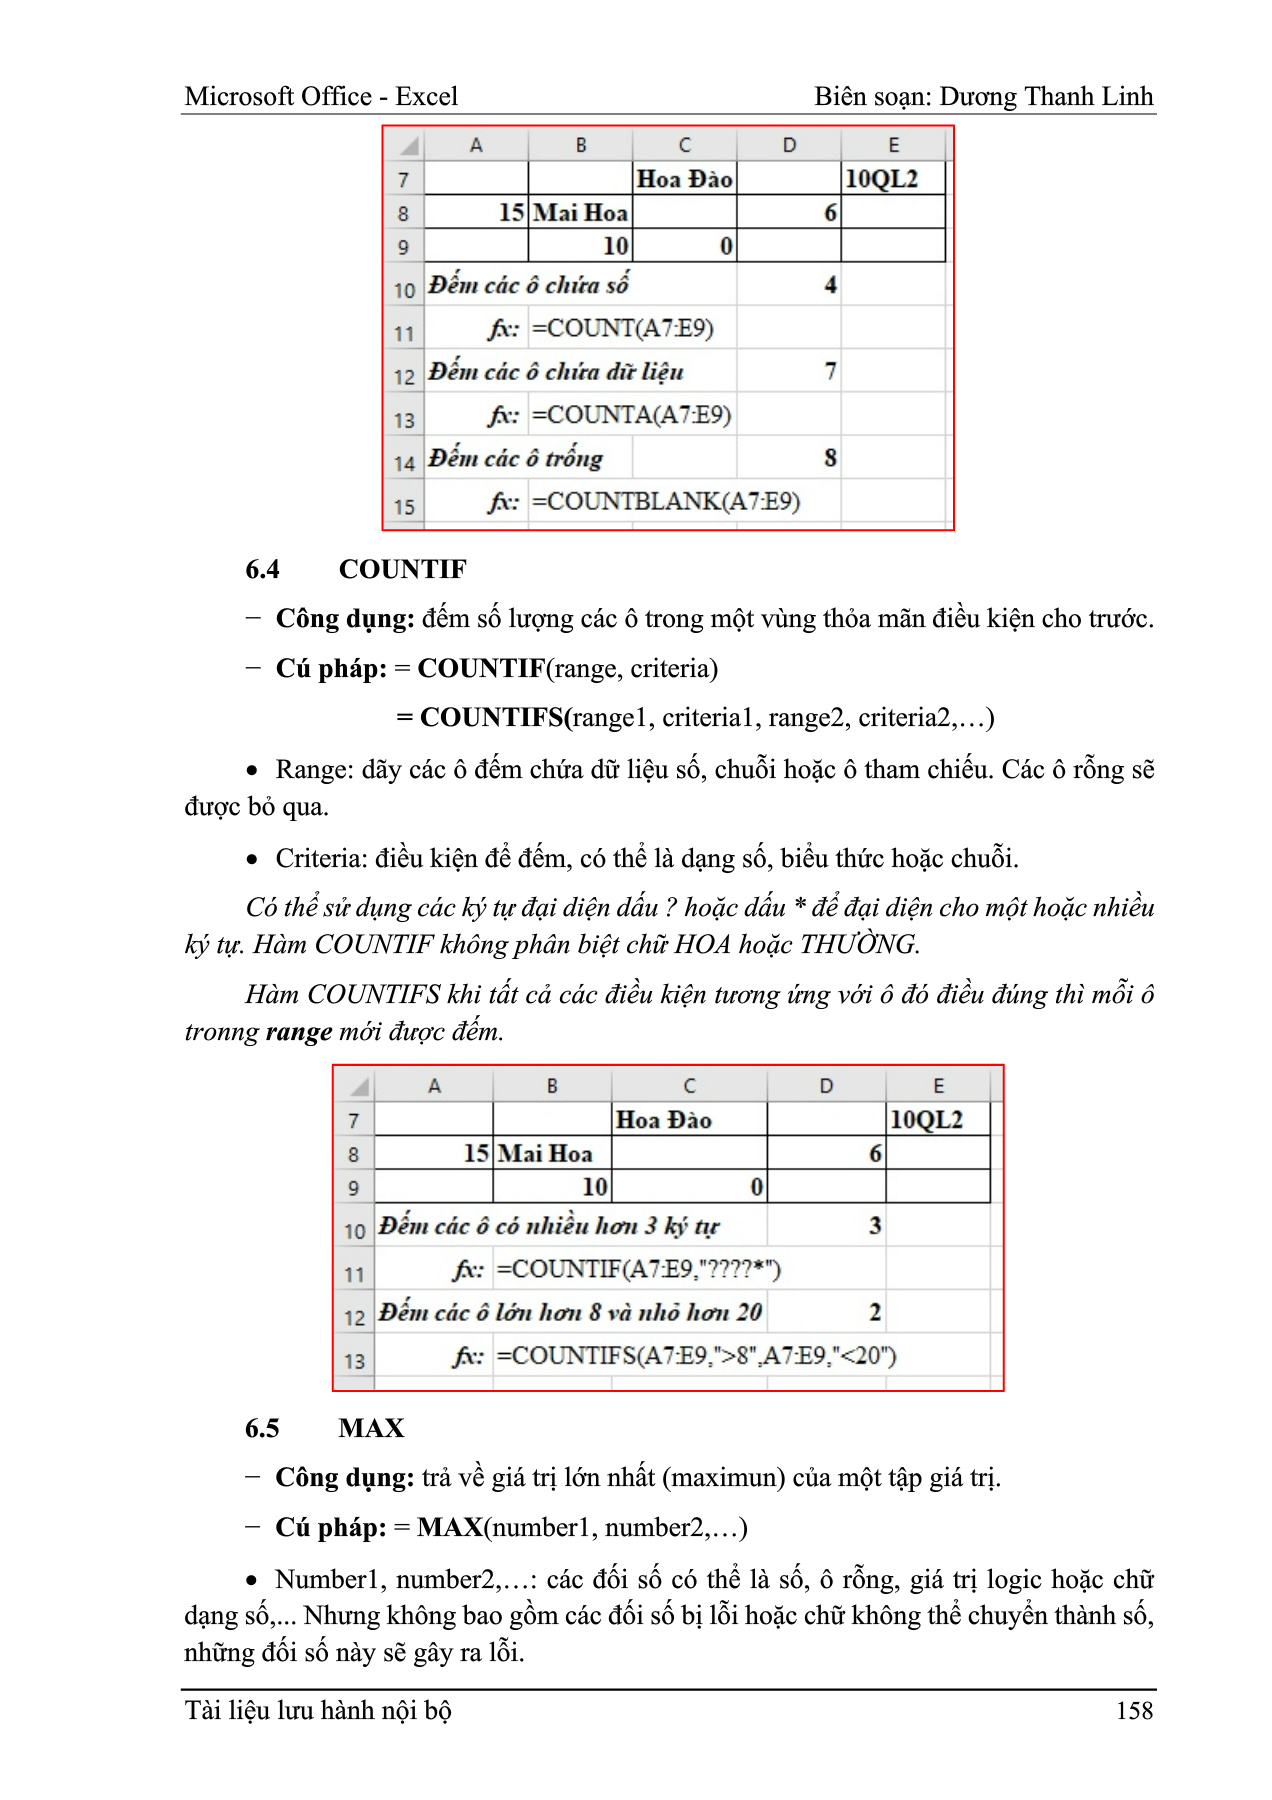 Microsoft Office - Excel Biên soạn: Dương Thanh Linh
A B C D E
7 Hoa Đào 10QL2
8 15 Mai Hoa 6
9 10 0
10 Đếm các ô chứa số 4
11 fx: =COUNT(A7:E9)
12 Đếm các ô chứa dữ liệu 7
13 fx: =COUNTA(A7:E9)
14 Đếm các ô trống 8
15 fx: =COUNTBLANK(A7:E9)
6.4 COUNTIF
− Công dụng: đếm số lượng các ô trong một vùng thỏa mãn điều kiện cho trước.
− Cú pháp: = COUNTIF(range, criteria)
= COUNTIFS(range1, criteria1, range2, criteria2,…)
• Range: dãy các ô đếm chứa dữ liệu số, chuỗi hoặc ô tham chiếu. Các ô rỗng sẽ
được bỏ qua.
• Criteria: điều kiện để đếm, có thể là dạng số, biểu thức hoặc chuỗi.
Có thể sử dụng các ký tự đại diện dấu ? hoặc dấu * để đại diện cho một hoặc nhiều
ký tự. Hàm COUNTIF không phân biệt chữ HOA hoặc THƯỜNG.
Hàm COUNTIFS khi tất cả các điều kiện tương ứng với ô đó điều đúng thì mỗi ô
tronng range mới được đếm.
A B C D E
7 Hoa Đào 10QL2
8 15 Mai Hoa 6
9 10 0
10 Đếm các ô có nhiều hơn 3 ký tự 3
11 fx: =COUNTIF(A7:E9,"????*")
12 Đếm các ô lớn hơn 8 và nhỏ hơn 20 2
13 fx: =COUNTIFS(A7:E9,">8",A7:E9,"<20")
6.5 MAX
− Công dụng: trả về giá trị lớn nhất (maximun) của một tập giá trị.
− Cú pháp: = MAX(number1, number2,…)
• Number1, number2,…: các đối số có thể là số, ô rỗng, giá trị logic hoặc chữ
dạng số,... Nhưng không bao gồm các đối số bị lỗi hoặc chữ không thể chuyển thành số,
những đối số này sẽ gây ra lỗi.
Tài liệu lưu hành nội bộ 158